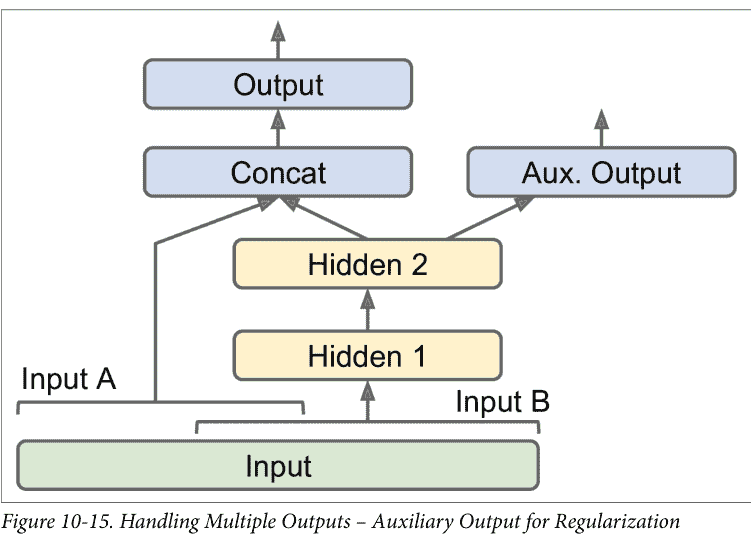 Output
Concat
Aux. Output
Hidden 2
Hidden 1
Input A
Input B
Input
Figure 10-15. Handling Multiple Outputs – Auxiliary Output for Regularization